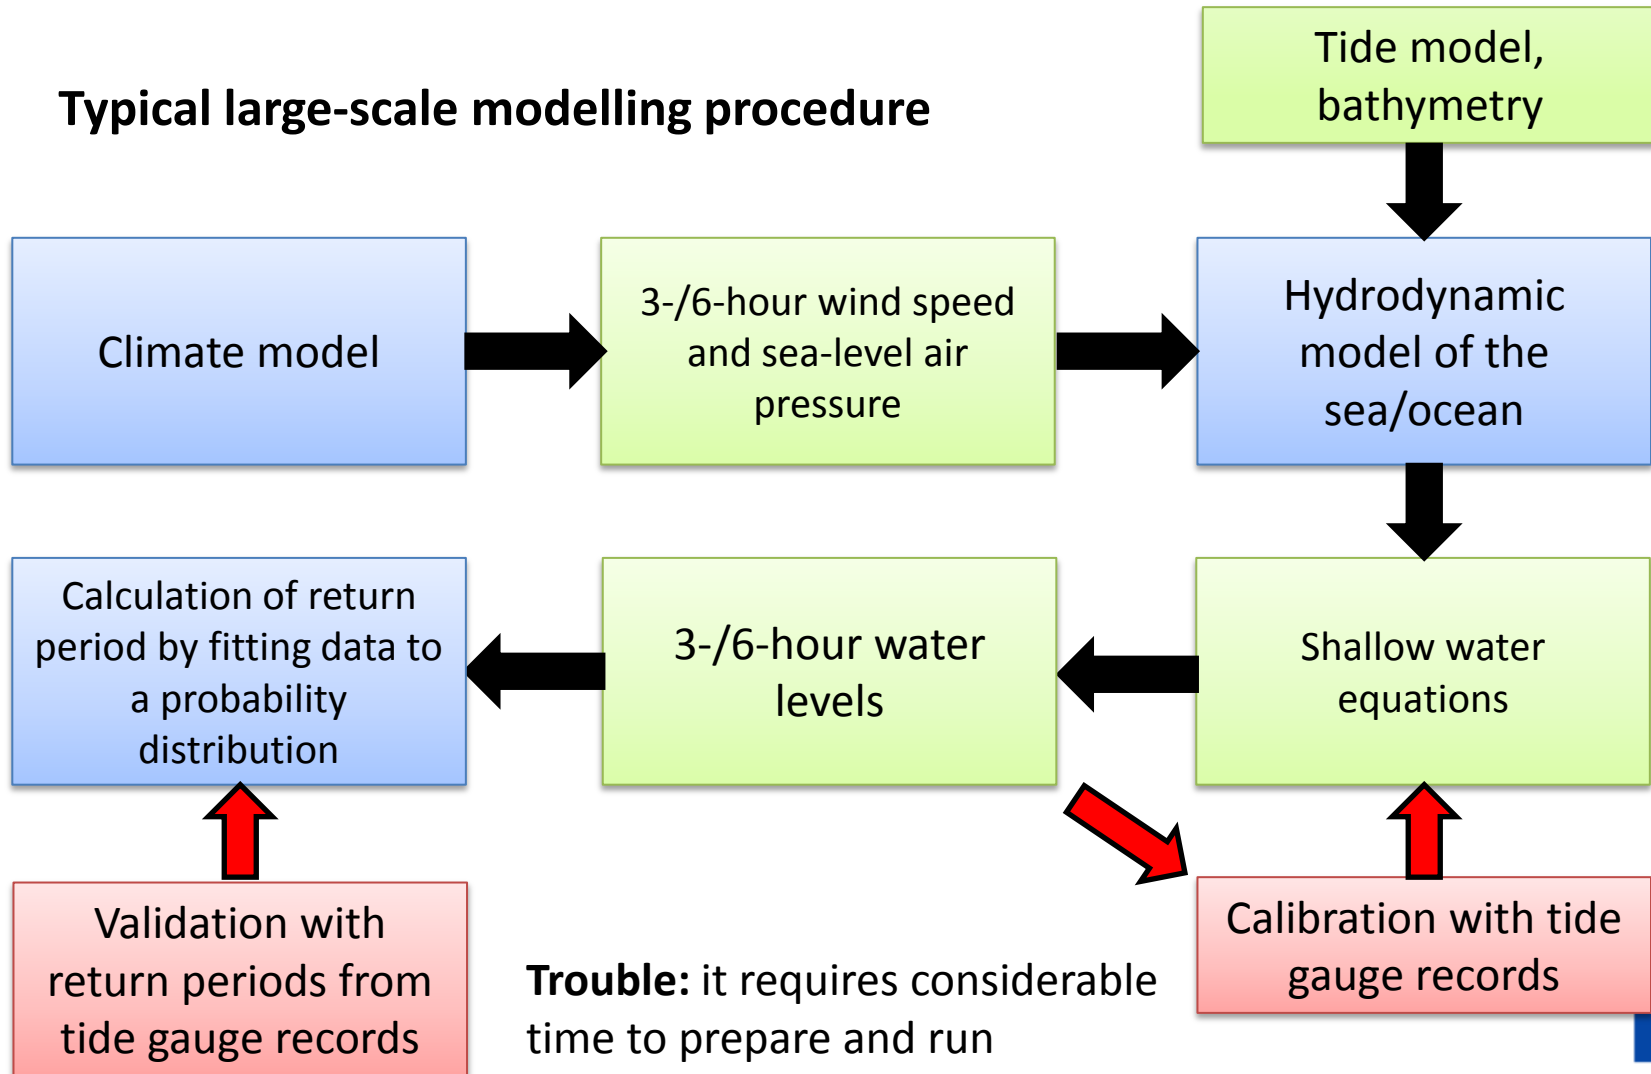 Typical large-scale modelling procedure
Tide model,
bathymetry
Climate model
3-/6-hour wind speed
and sea-level air
pressure
Hydrodynamic
model of the
sea/ocean
Calculation of return
period by fitting data to
a probability
distribution
3-/6-hour water
levels
Shallow water
equations
Validation with
return periods from
tide gauge records
Trouble: it requires considerable
time to prepare and run
Calibration with tide
gauge records